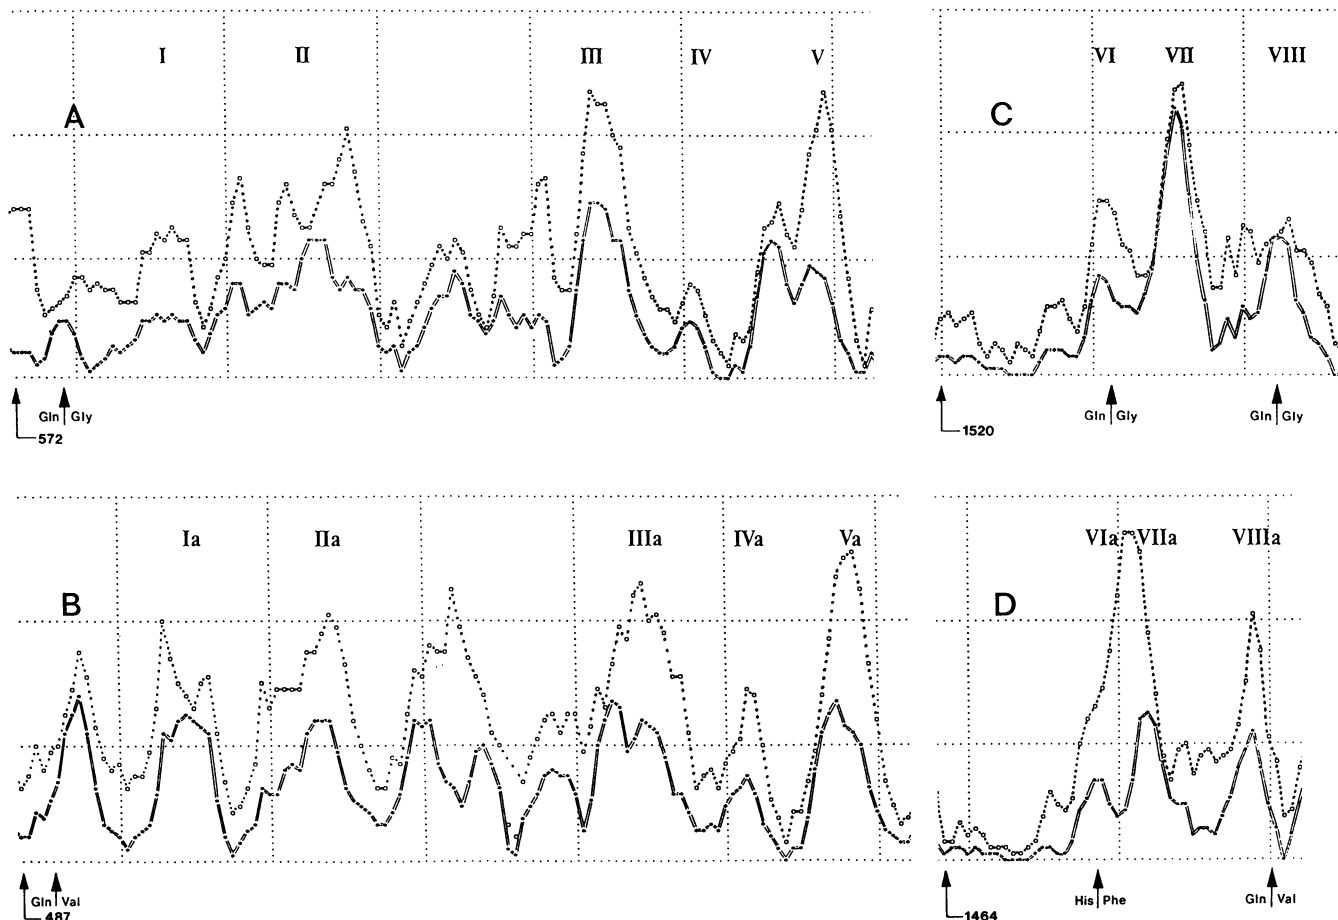 I II III IV V
A
Gln Gly
572
VI VII VIII
C
Gln Gly Gln Gly
1520
Ia IIa IIIa IVa Va
B
Gln Val
487
VIa VIIa VIIIa
D
His Phe Gln Val
1464